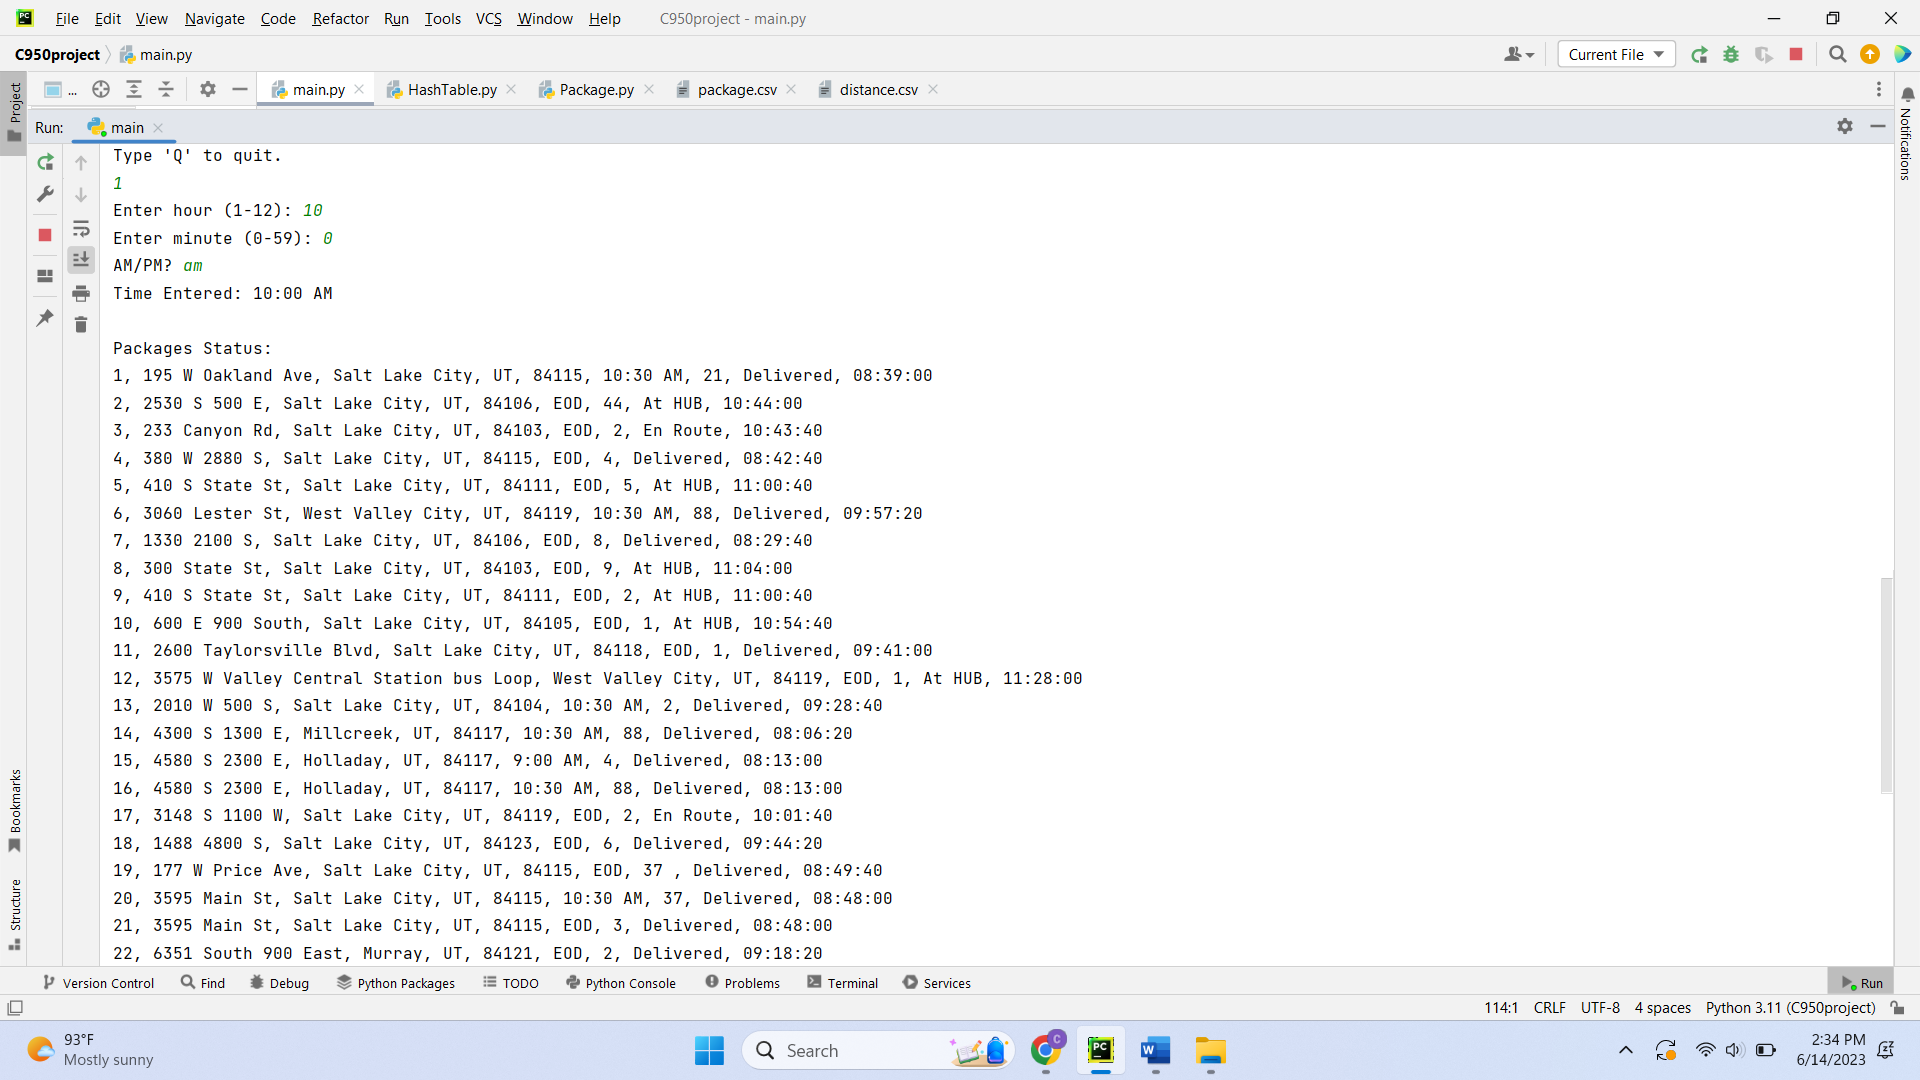 PC File Edit View Navigate Code Refactor Run Tools VCS Window Help C950project - main.py
C950project main.py Current File
Project ... main.py HashTable.py Package.py package.csv distance.csv
Notifications
Run: main
Type 'Q' to quit.
1
Enter hour (1-12): 10
Enter minute (0-59): 0
AM/PM? am
Time Entered: 10:00 AM
Packages Status:
1, 195 W Oakland Ave, Salt Lake City, UT, 84115, 10:30 AM, 21, Delivered, 08:39:00
2, 2530 S 500 E, Salt Lake City, UT, 84106, EOD, 44, At HUB, 10:44:00
3, 233 Canyon Rd, Salt Lake City, UT, 84103, EOD, 2, En Route, 10:43:40
4, 380 W 2880 S, Salt Lake City, UT, 84115, EOD, 4, Delivered, 08:42:40
5, 410 S State St, Salt Lake City, UT, 84111, EOD, 5, At HUB, 11:00:40
6, 3060 Lester St, West Valley City, UT, 84119, 10:30 AM, 88, Delivered, 09:57:20
7, 1330 2100 S, Salt Lake City, UT, 84106, EOD, 8, Delivered, 08:29:40
8, 300 State St, Salt Lake City, UT, 84103, EOD, 9, At HUB, 11:04:00
9, 410 S State St, Salt Lake City, UT, 84111, EOD, 2, At HUB, 11:00:40
10, 600 E 900 South, Salt Lake City, UT, 84105, EOD, 1, At HUB, 10:54:40
11, 2600 Taylorsville Blvd, Salt Lake City, UT, 84118, EOD, 1, Delivered, 09:41:00
12, 3575 W Valley Central Station bus Loop, West Valley City, UT, 84119, EOD, 1, At HUB, 11:28:00
13, 2010 W 500 S, Salt Lake City, UT, 84104, 10:30 AM, 2, Delivered, 09:28:40
14, 4300 S 1300 E, Millcreek, UT, 84117, 10:30 AM, 88, Delivered, 08:06:20
15, 4580 S 2300 E, Holladay, UT, 84117, 9:00 AM, 4, Delivered, 08:13:00
16, 4580 S 2300 E, Holladay, UT, 84117, 10:30 AM, 88, Delivered, 08:13:00
17, 3148 S 1100 W, Salt Lake City, UT, 84119, EOD, 2, En Route, 10:01:40
18, 1488 4800 S, Salt Lake City, UT, 84123, EOD, 6, Delivered, 09:44:20
19, 177 W Price Ave, Salt Lake City, UT, 84115, EOD, 37 , Delivered, 08:49:40
20, 3595 Main St, Salt Lake City, UT, 84115, 10:30 AM, 37, Delivered, 08:48:00
21, 3595 Main St, Salt Lake City, UT, 84115, EOD, 3, Delivered, 08:48:00
22, 6351 South 900 East, Murray, UT, 84121, EOD, 2, Delivered, 09:18:20
Bookmarks
Structure
Version Control Find Debug Python Packages TODO Python Console Problems Terminal Services Run
114:1 CRLF UTF-8 4 spaces Python 3.11 (C950project)
93°F
Mostly sunny
Search
C
PC
W
2:34 PM
6/14/2023